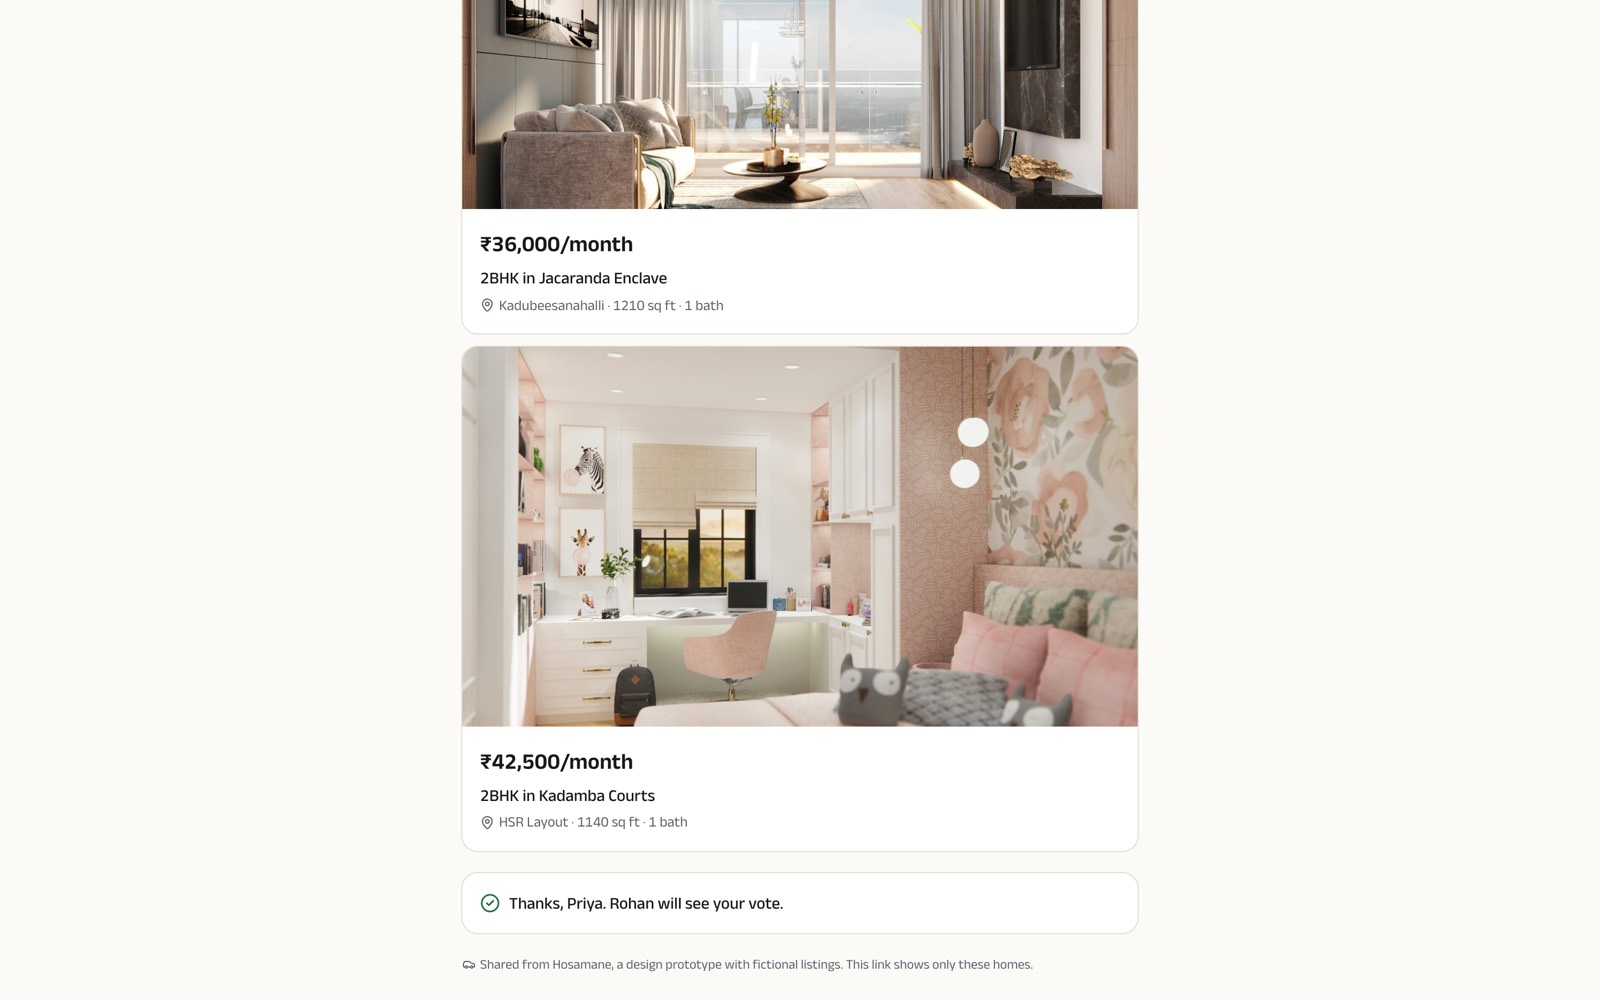 ₹36,000/month
2BHK in Jacaranda Enclave
Kadubeesanahalli · 1210 sq ft · 1 bath
₹42,500/month
2BHK in Kadamba Courts
HSR Layout · 1140 sq ft · 1 bath
Thanks, Priya. Rohan will see your vote.
Shared from Hosamane, a design prototype with fictional listings. This link shows only these homes.